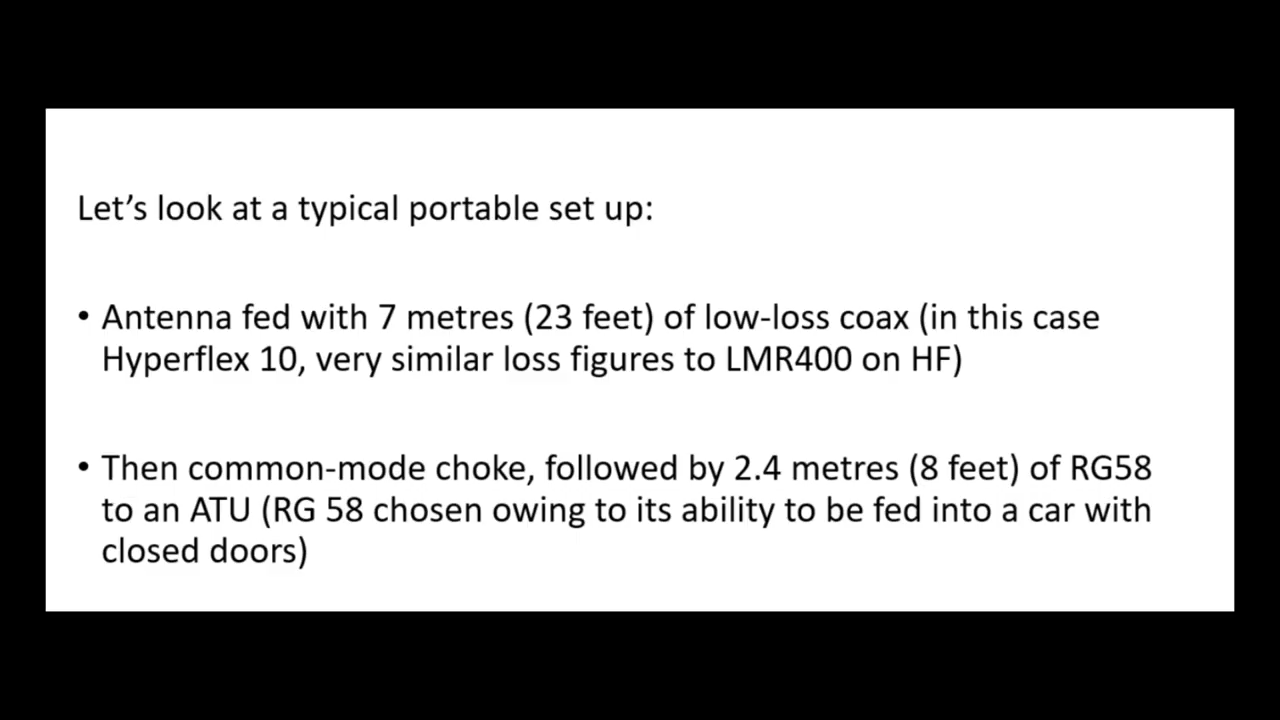 Let’s look at a typical portable set up:
• Antenna fed with 7 metres (23 feet) of low-loss coax (in this case
Hyperflex 10, very similar loss figures to LMR400 on HF)
• Then common-mode choke, followed by 2.4 metres (8 feet) of RG58
to an ATU (RG 58 chosen owing to its ability to be fed into a car with
closed doors)